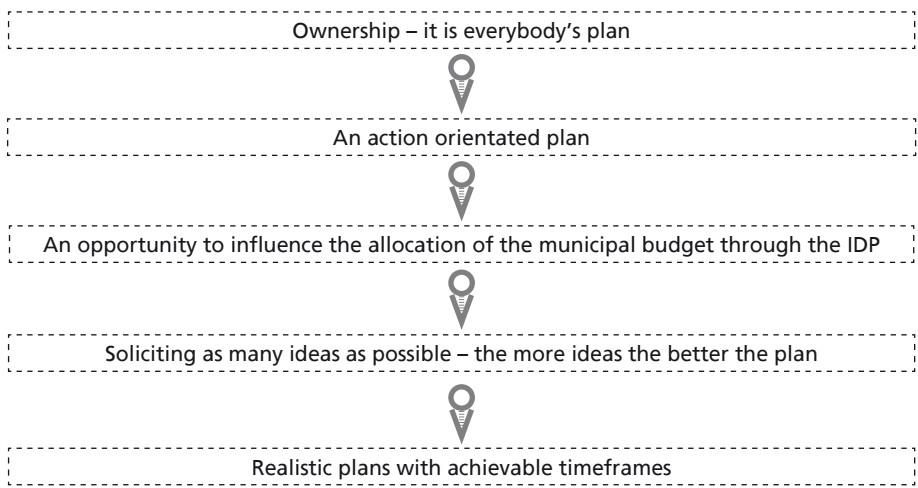 Ownership – it is everybody’s plan
An action orientated plan
An opportunity to influence the allocation of the municipal budget through the IDP
Soliciting as many ideas as possible – the more ideas the better the plan
Realistic plans with achievable timeframes